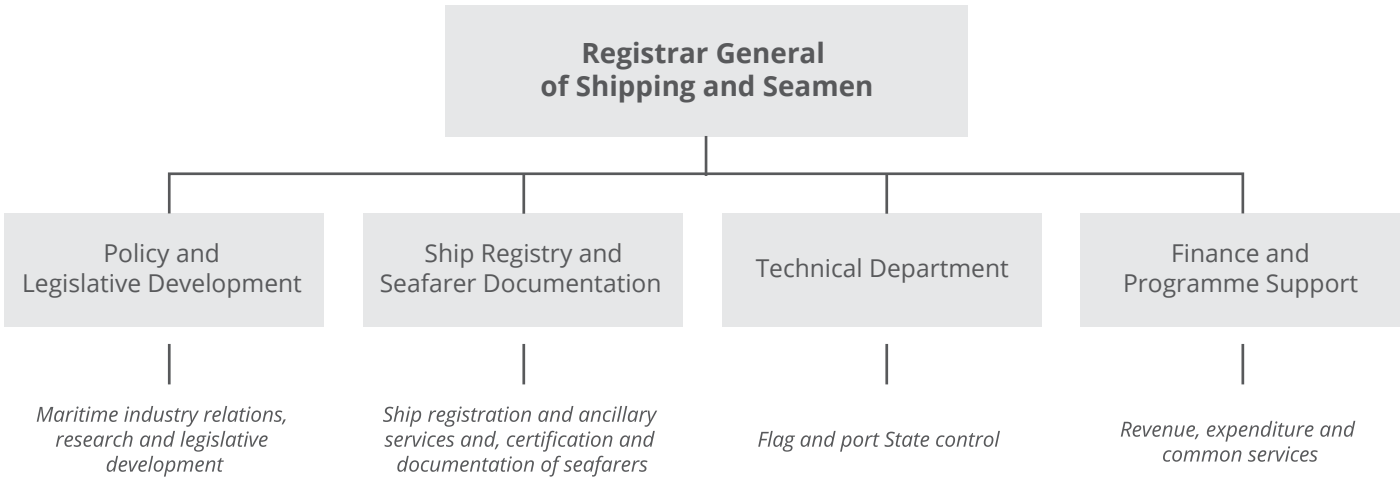 Registrar General
of Shipping and Seamen
Policy and
Legislative Development
Ship Registry and
Seafarer Documentation
Technical Department
Finance and
Programme Support
Maritime industry relations,
research and legislative
development
Ship registration and ancillary
services and, certification and
documentation of seafarers
Flag and port State control
Revenue, expenditure and
common services